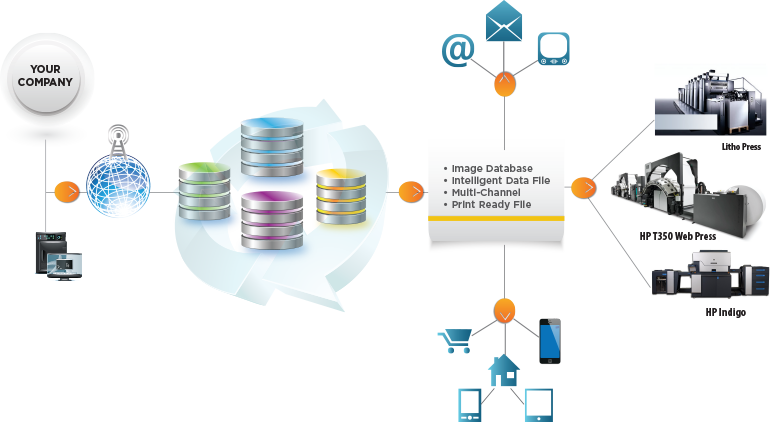 YOUR
COMPANY
@
• Image Database
• Intelligent Data File
• Multi-Channel
• Print Ready File
Litho Press
HP T350 Web Press
HP Indigo